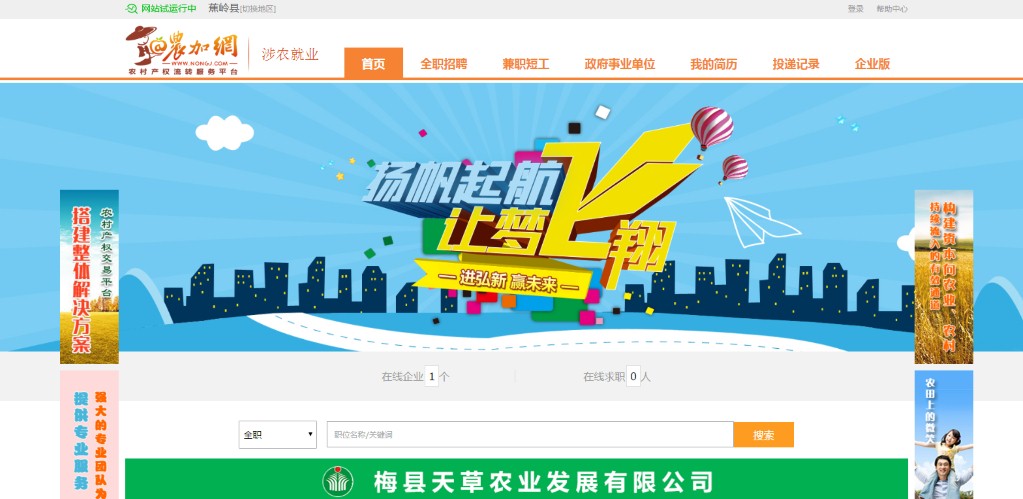 网站试运行中 蕉岭县[切换地区] 登录 帮助中心
農加網
WWW.NONGJ.COM
农村产权流转服务平台
涉农就业
首页 全职招聘 兼职短工 政府事业单位 我的简历 投递记录 企业版
扬帆起航
让梦飞翔
进弘新 赢未来
农村产权交易平台
搭建整体解决方案
构建资本向农业、农村
持续流入的有效通道
在线企业 1 个 在线求职 0 人
强大的专业团队为
提供专业服务
农田上的微笑
全职 职位名称/关键词 搜索
梅县天草农业发展有限公司